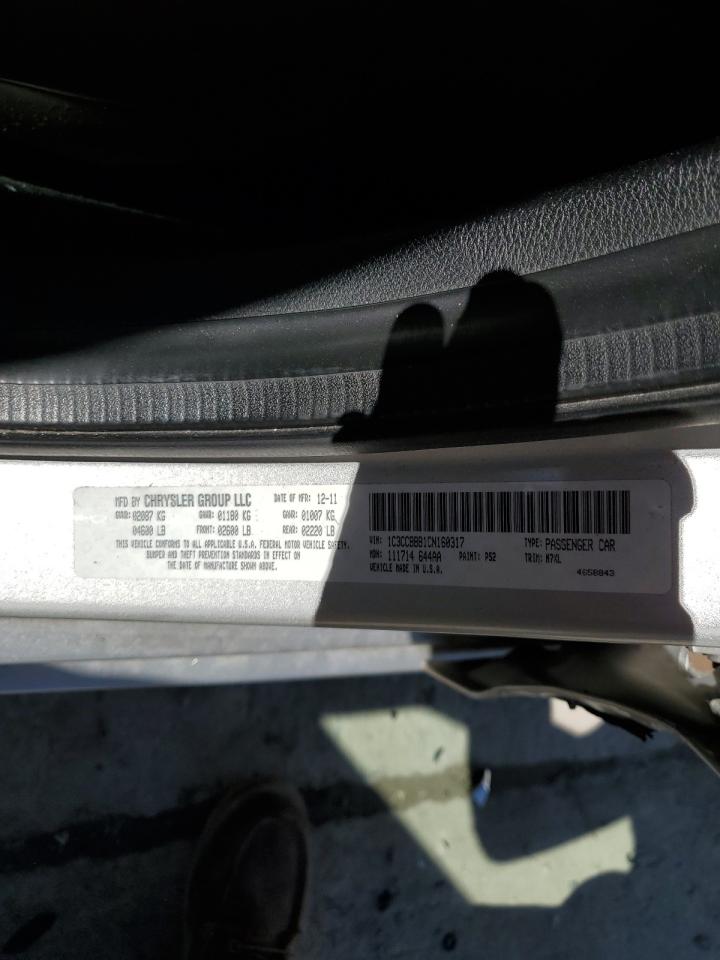 MFD BY CHRYSLER GROUP LLC DATE OF MFR: 12-11
GVWR: 02087 KG GAWR: 01180 KG GAWR: 01007 KG
04600 LB FRONT: 02600 LB REAR: 02220 LB
THIS VEHICLE CONFORMS TO ALL APPLICABLE U.S.A. FEDERAL MOTOR VEHICLE SAFETY,
BUMPER AND THEFT PREVENTION STANDARDS IN EFFECT ON
THE DATE OF MANUFACTURE SHOWN ABOVE.
VIN: 1C3CCBBB1CN160317 TYPE: PASSENGER CAR
MDH: 111714 644AA PAINT: PS2 TRIM: M7XL
VEHICLE MADE IN U.S.A.
4658843